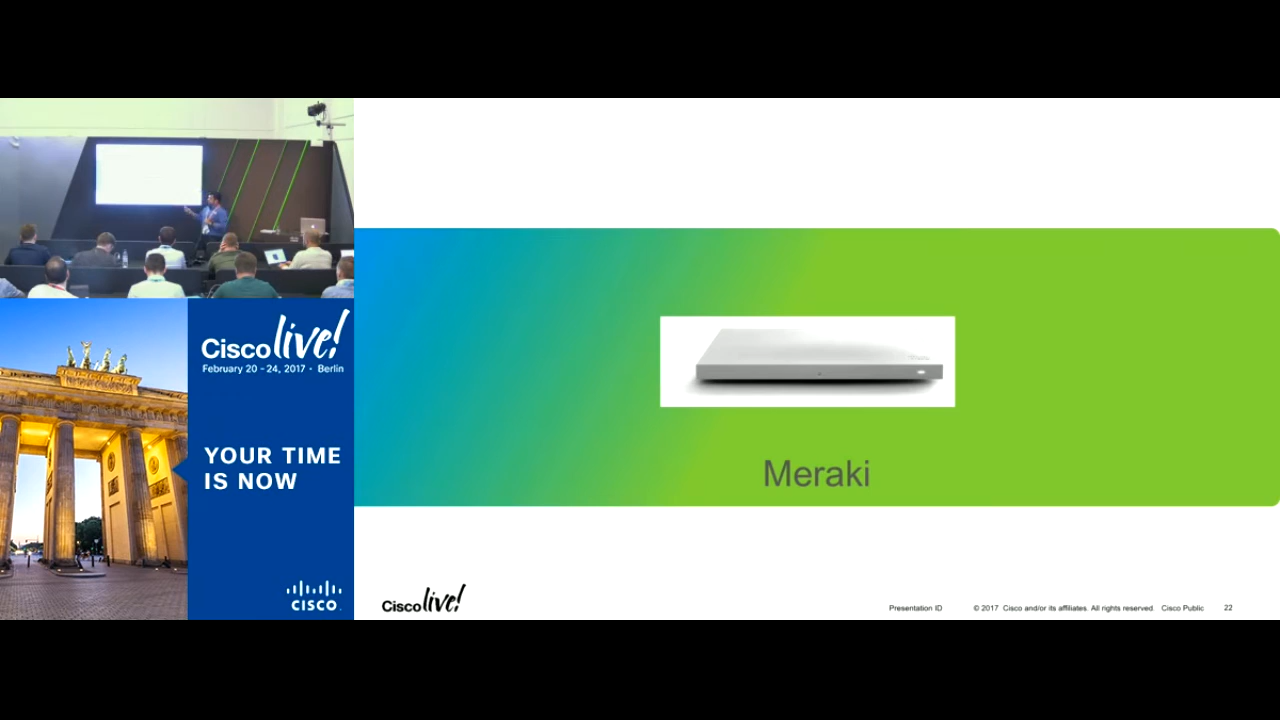 Cisco live!
February 20 - 24, 2017 • Berlin
YOUR TIME
IS NOW
CISCO
Meraki
Cisco live!
Presentation ID
© 2017 Cisco and/or its affiliates. All rights reserved. Cisco Public
22